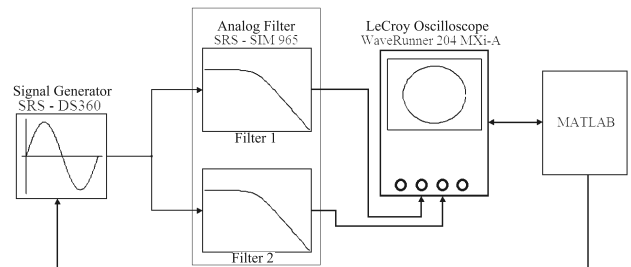 Signal Generator
SRS - DS360
Analog Filter
SRS - SIM 965
Filter 1
Filter 2
LeCroy Oscilloscope
WaveRunner 204 MXi-A
MATLAB